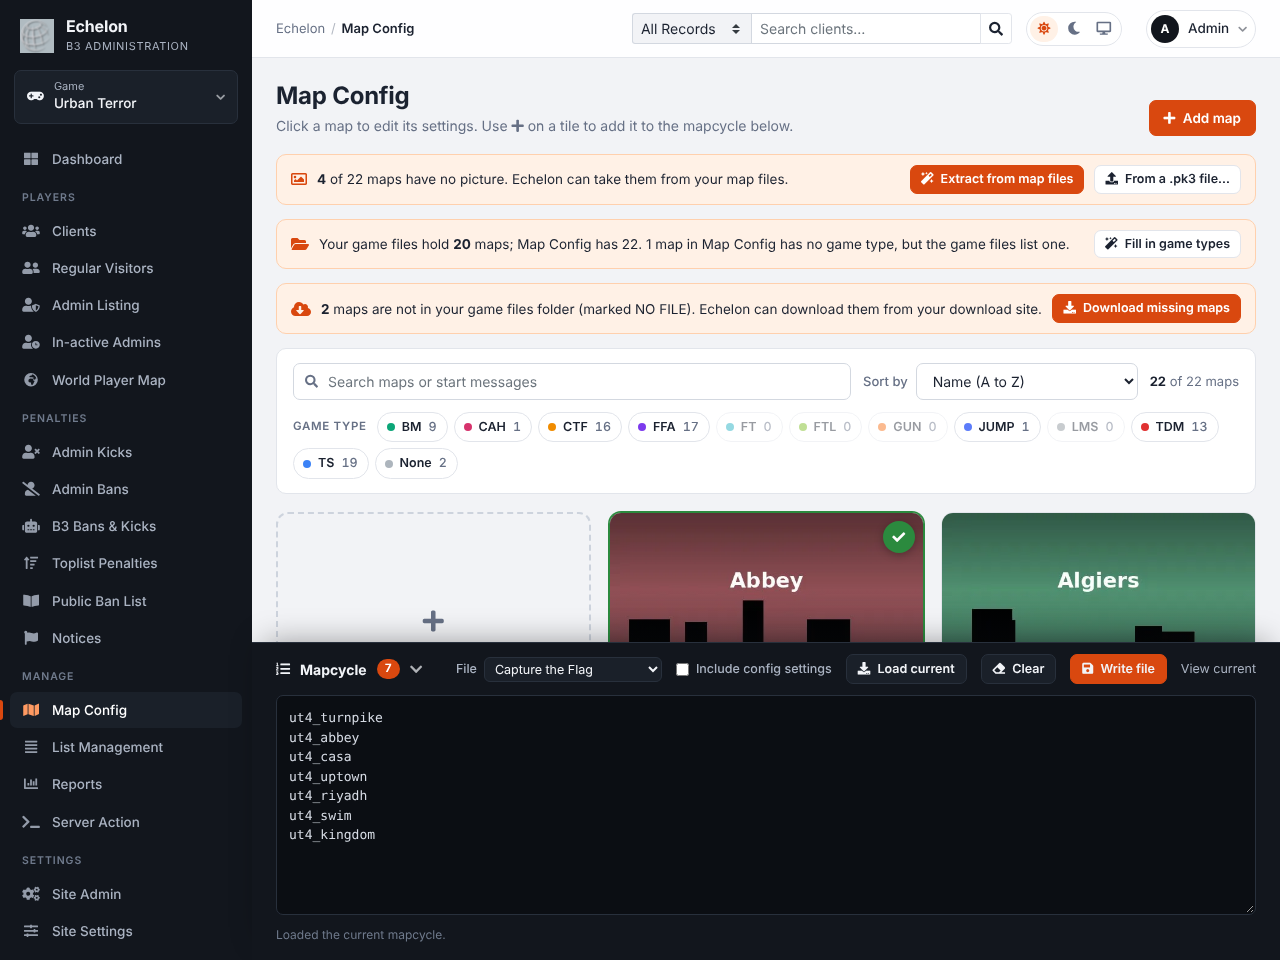 Echelon
B3 ADMINISTRATION
Game
Urban Terror
Dashboard
PLAYERS
Clients
Regular Visitors
Admin Listing
In-active Admins
World Player Map
PENALTIES
Admin Kicks
Admin Bans
B3 Bans & Kicks
Toplist Penalties
Public Ban List
Notices
MANAGE
Map Config
List Management
Reports
Server Action
SETTINGS
Site Admin
Site Settings
Echelon / Map Config
All Records
Search clients...
A
Admin
Map Config
Click a map to edit its settings. Use + on a tile to add it to the mapcycle below.
Add map
4 of 22 maps have no picture. Echelon can take them from your map files.
Extract from map files
From a .pk3 file...
Your game files hold 20 maps; Map Config has 22. 1 map in Map Config has no game type, but the game files list one.
Fill in game types
2 maps are not in your game files folder (marked NO FILE). Echelon can download them from your download site.
Download missing maps
Search maps or start messages
Sort by
Name (A to Z)
22 of 22 maps
GAME TYPE
BM 9
CAH 1
CTF 16
FFA 17
FT 0
FTL 0
GUN 0
JUMP 1
LMS 0
TDM 13
TS 19
None 2
Abbey
Algiers
Mapcycle 7
File
Capture the Flag
Include config settings
Load current
Clear
Write file
View current
ut4_turnpike
ut4_abbey
ut4_casa
ut4_uptown
ut4_riyadh
ut4_swim
ut4_kingdom
Loaded the current mapcycle.